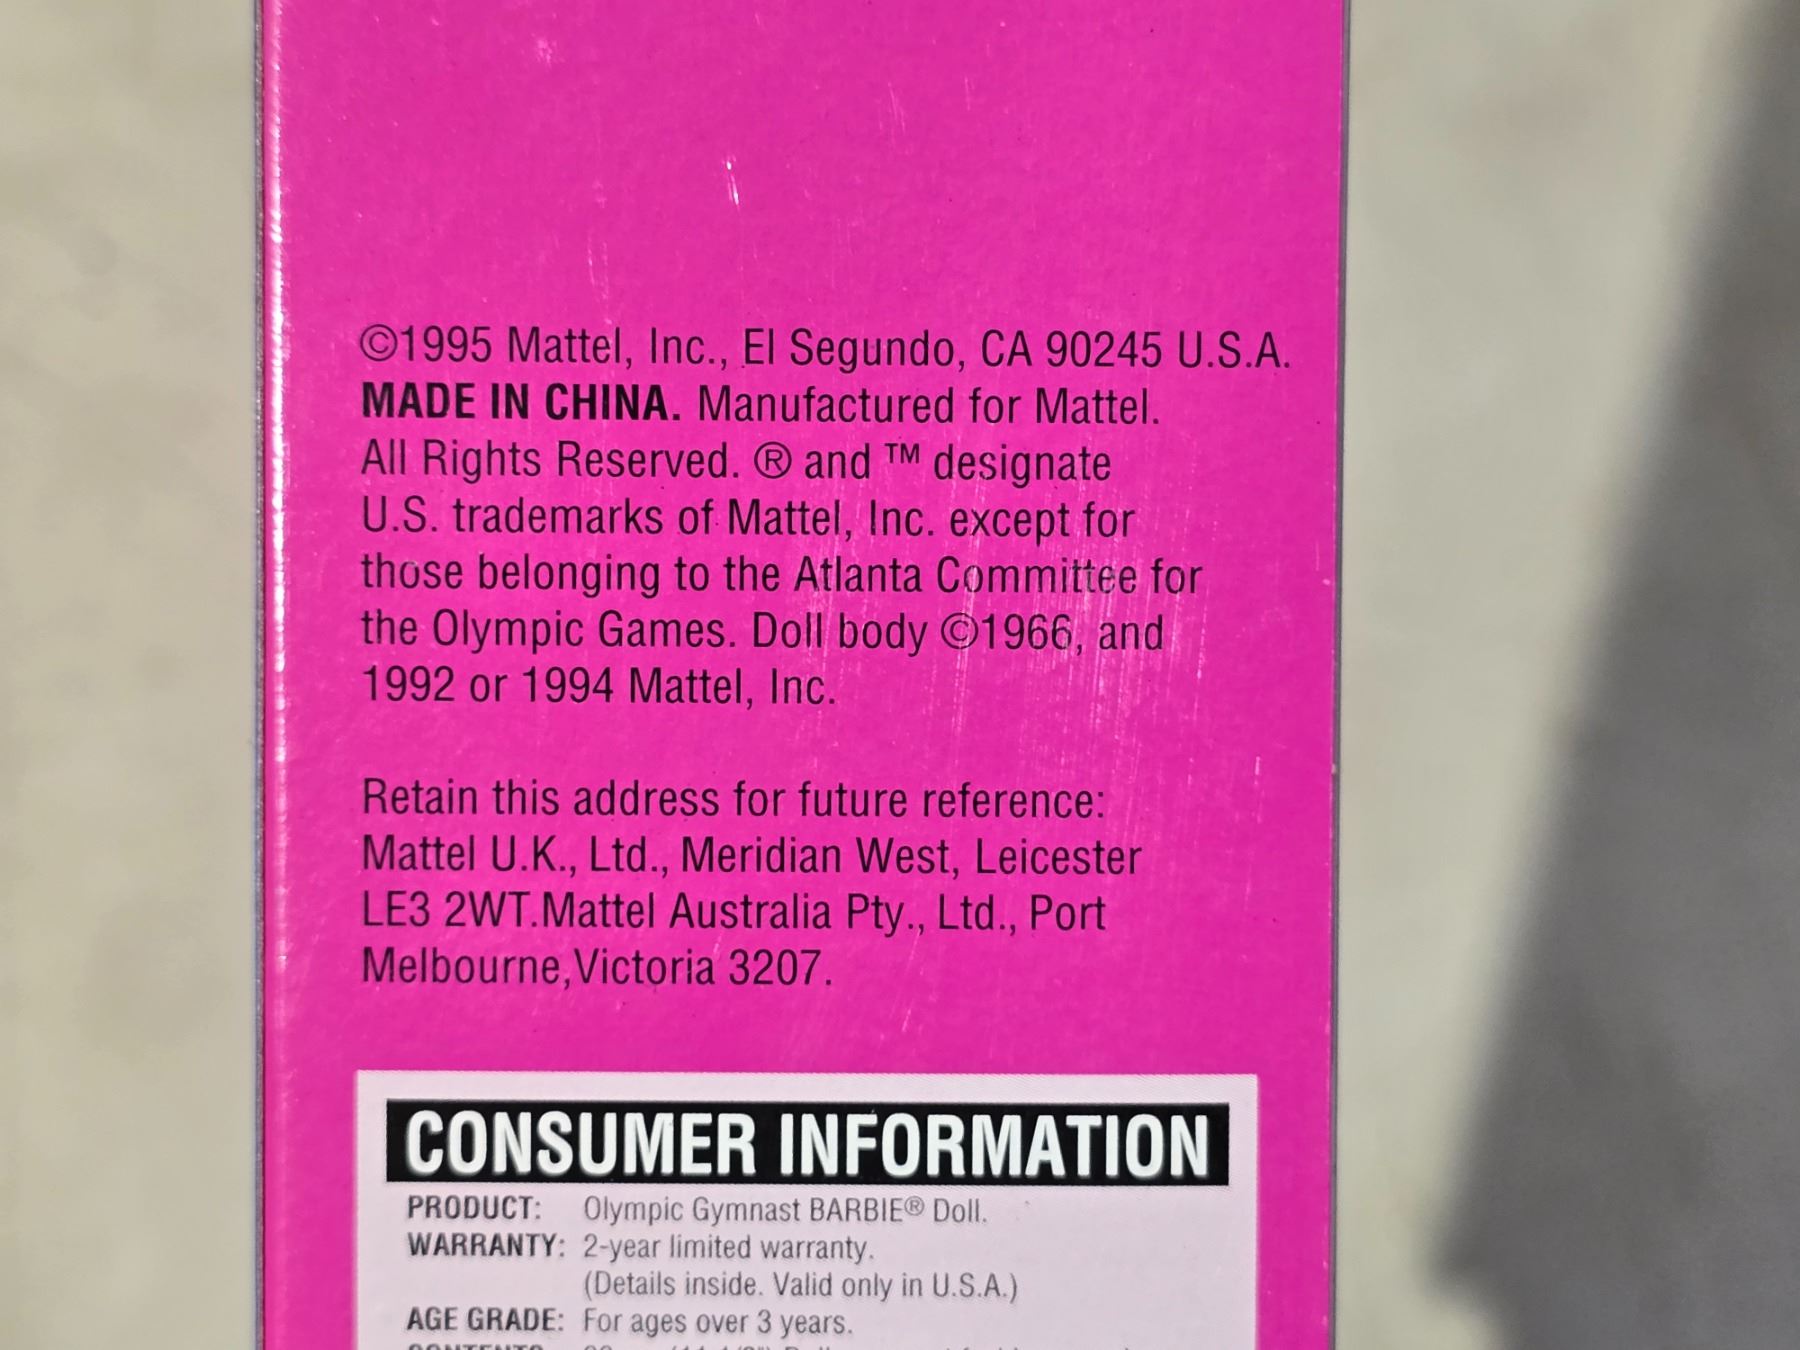 ©1995 Mattel, Inc., El Segundo, CA 90245 U.S.A.
MADE IN CHINA. Manufactured for Mattel.
All Rights Reserved. ® and ™ designate
U.S. trademarks of Mattel, Inc. except for
those belonging to the Atlanta Committee for
the Olympic Games. Doll body ©1966, and
1992 or 1994 Mattel, Inc.
Retain this address for future reference:
Mattel U.K., Ltd., Meridian West, Leicester
LE3 2WT.Mattel Australia Pty., Ltd., Port
Melbourne,Victoria 3207.
CONSUMER INFORMATION
PRODUCT: Olympic Gymnast BARBIE® Doll.
WARRANTY: 2-year limited warranty.
(Details inside. Valid only in U.S.A.)
AGE GRADE: For ages over 3 years.